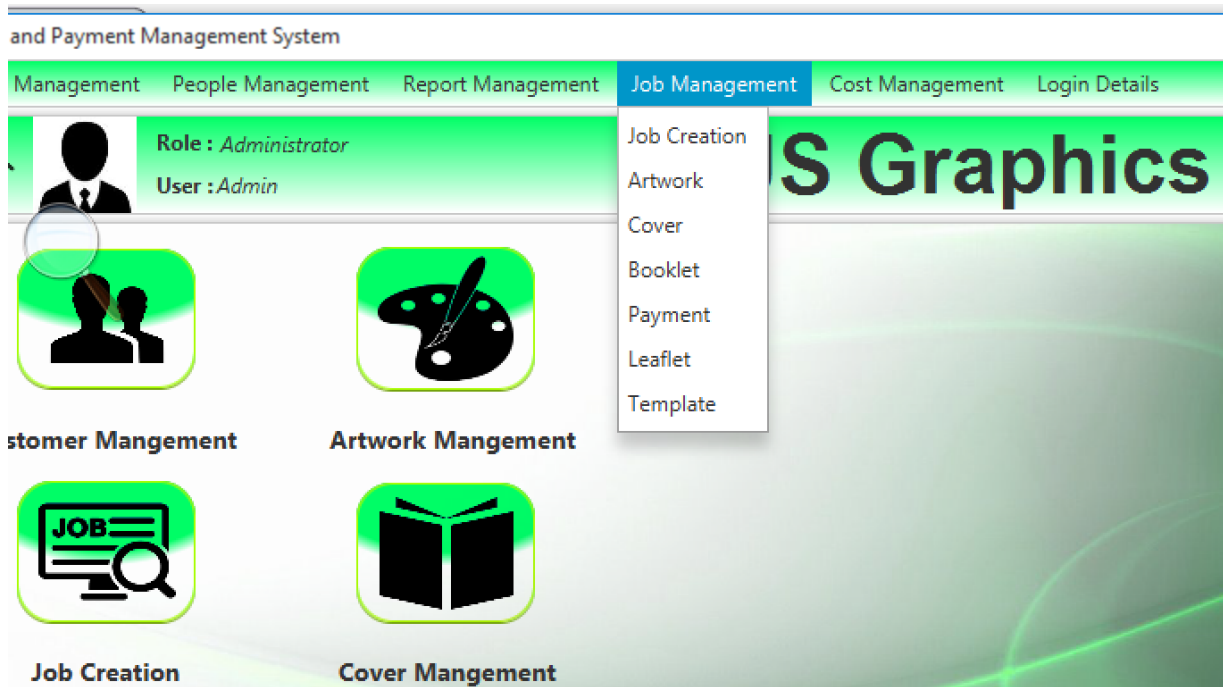 and Payment Management System
Management People Management Report Management Job Management Cost Management Login Details
Role : Administrator
User : Admin
S Graphics
Job Creation
Artwork
Cover
Booklet
Payment
Leaflet
Template
stomer Mangement
Artwork Mangement
JOB
Job Creation
Cover Mangement